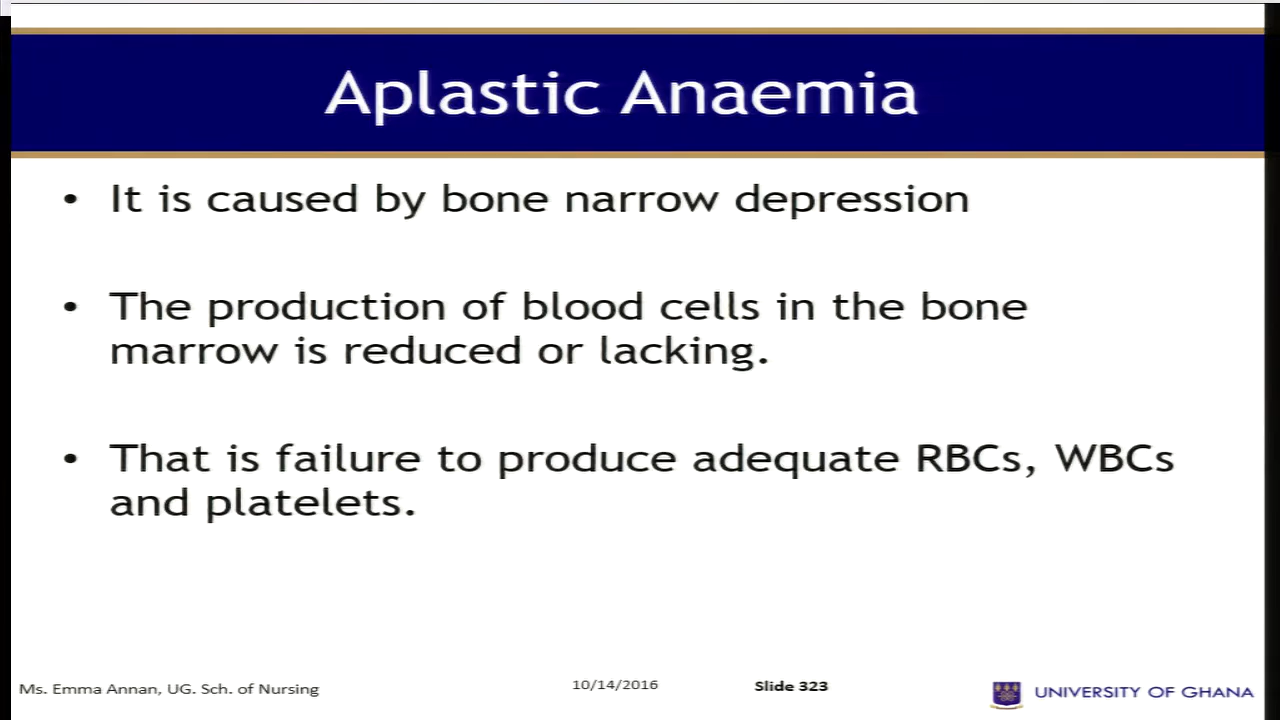 Aplastic Anaemia
• It is caused by bone narrow depression
• The production of blood cells in the bone
marrow is reduced or lacking.
• That is failure to produce adequate RBCs, WBCs
and platelets.
Ms. Emma Annan, UG. Sch. of Nursing
10/14/2016
Slide 323
UNIVERSITY OF GHANA